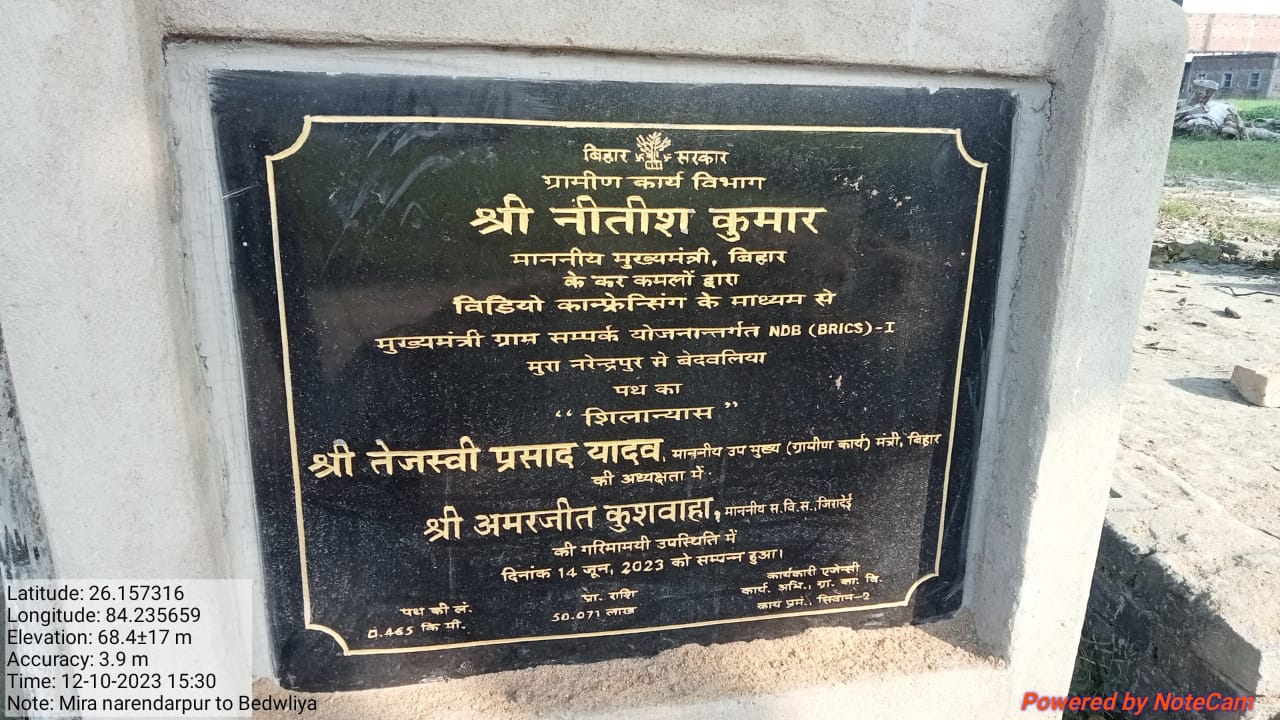 बिहार सरकार
ग्रामीण कार्य विभाग
श्री नीतीश कुमार
माननीय मुख्यमंत्री, बिहार
के कर कमलों द्वारा
विडियो कान्फ्रेन्सिंग के माध्यम से
मुख्यमंत्री ग्राम सम्पर्क योजनान्तर्गत NDB (BRICS)-I
मुरा नरेन्द्रपुर से बेदवलिया
पथ का
“ शिलान्यास ”
श्री तेजस्वी प्रसाद यादव, माननीय उप मुख्य (ग्रामीण कार्य) मंत्री, बिहार
की अध्यक्षता में
श्री अमरजीत कुशवाहा, माननीय स.वि.स.,जिरादेई
की गरिमामयी उपस्थिति में
दिनांक 14 जून, 2023 को सम्पन्न हुआ।
पथ की लं.
0.465 कि मी.
प्रा. राशि
50.071 लाख
कार्यकारी एजेन्सी
कार्य. अभि., ग्रा. का. वि.
कार्य प्रमं., सिवान-2
Latitude: 26.157316
Longitude: 84.235659
Elevation: 68.4±17 m
Accuracy: 3.9 m
Time: 12-10-2023 15:30
Note: Mira narendarpur to Bedwliya
Powered by NoteCam